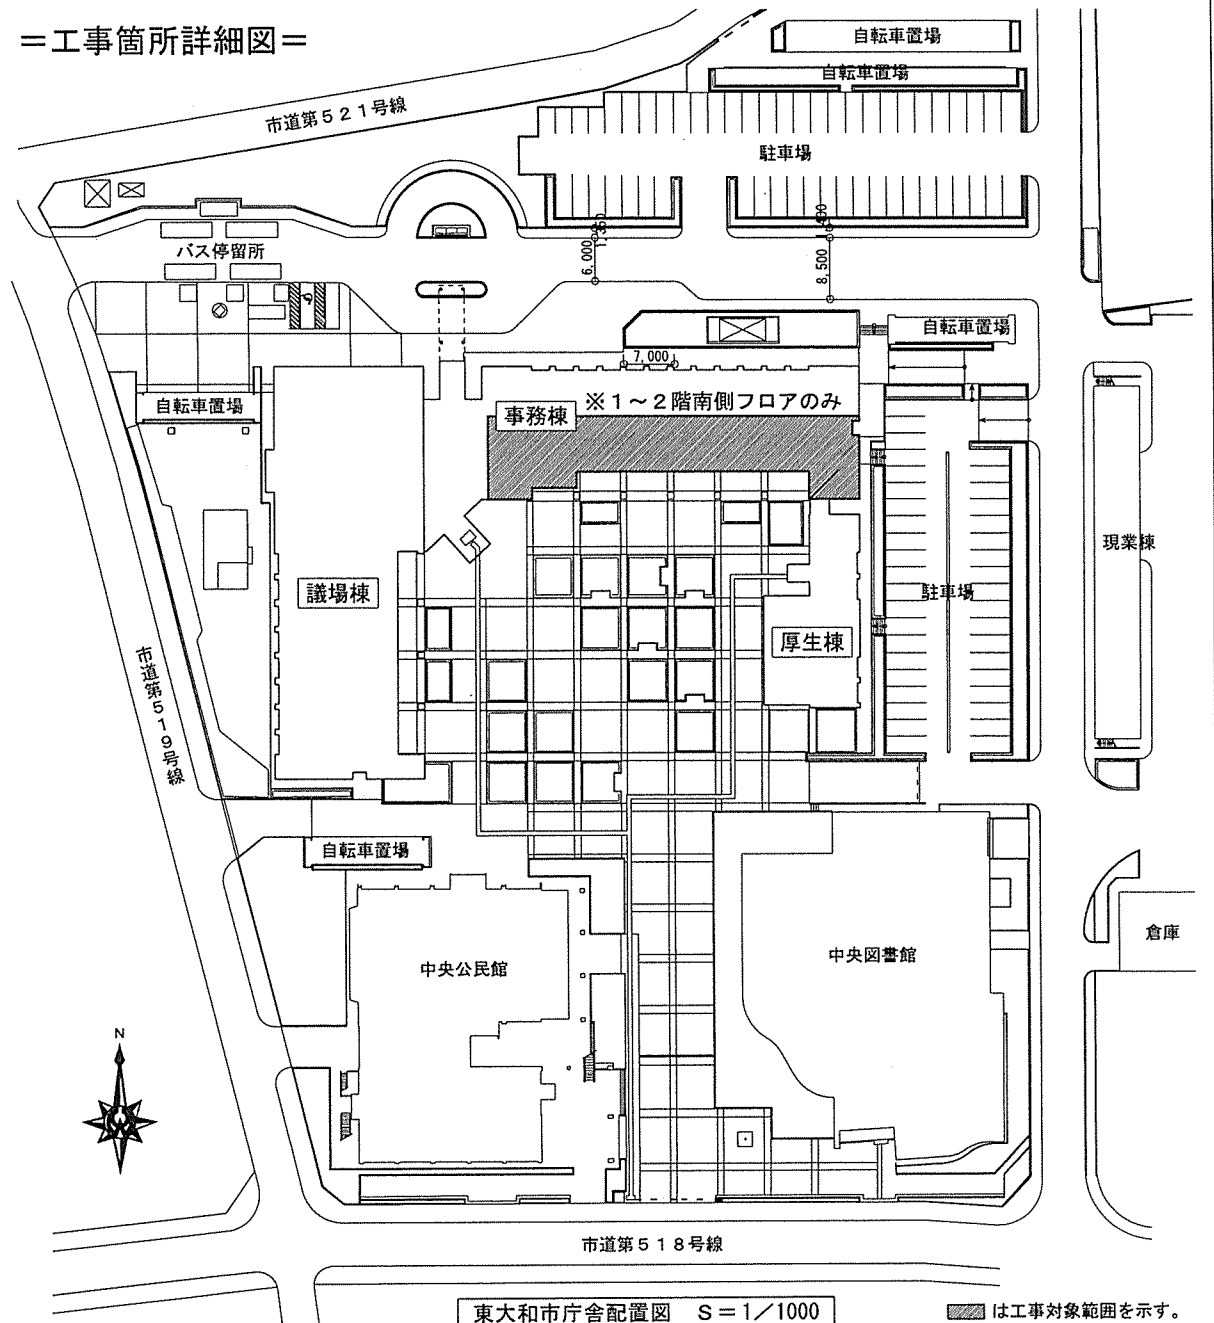 ＝工事箇所詳細図＝
自転車置場
自転車置場
市道第５２１号線
駐車場
バス停留所
6,000
1,350
8,500
自転車置場
7,000
自転車置場
事務棟
※１～２階南側フロアのみ
現業棟
議場棟
駐車場
厚生棟
市道第５１９号線
自転車置場
倉庫
中央公民館
中央図書館
N
市道第５１８号線
東大和市庁舎配置図　Ｓ＝１／1000
は工事対象範囲を示す。